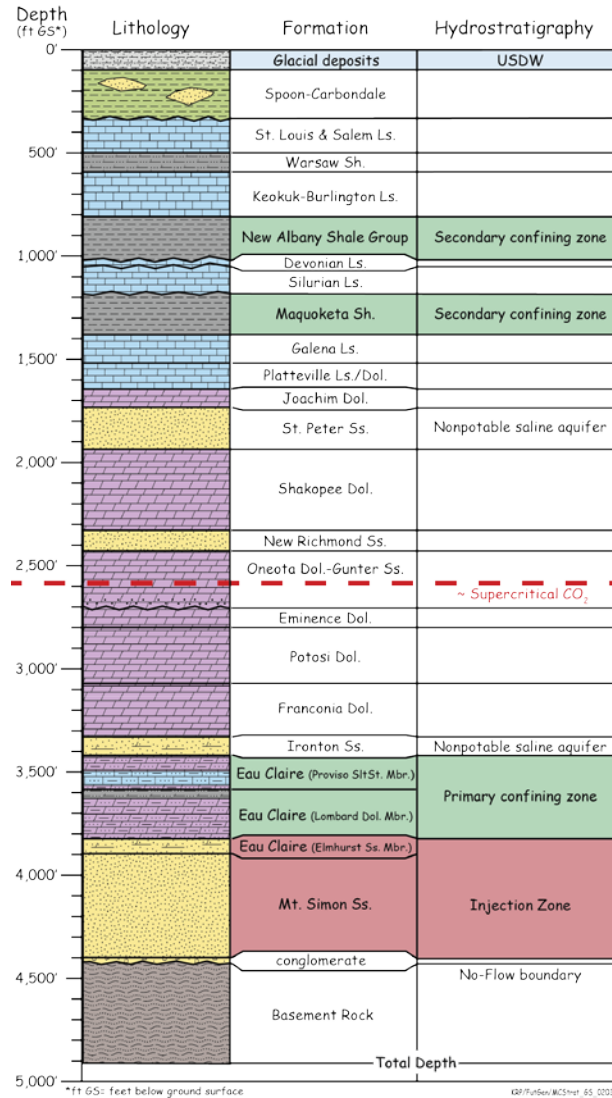 Depth
(ft GS*)
Lithology
Formation
Hydrostratigraphy
0'
Glacial deposits
USDW
Spoon-Carbondale
St. Louis & Salem Ls.
500'
Warsaw Sh.
Keokuk-Burlington Ls.
New Albany Shale Group
Secondary confining zone
1,000'
Devonian Ls.
Silurian Ls.
Maquoketa Sh.
Secondary confining zone
Galena Ls.
1,500'
Platteville Ls./Dol.
Joachim Dol.
St. Peter Ss.
Nonpotable saline aquifer
2,000'
Shakopee Dol.
New Richmond Ss.
2,500'
Oneota Dol.-Gunter Ss.
~ Supercritical CO2
Eminence Dol.
Potosi Dol.
3,000'
Franconia Dol.
Ironton Ss.
Nonpotable saline aquifer
3,500'
Eau Claire (Proviso SltSt. Mbr.)
Primary confining zone
Eau Claire (Lombard Dol. Mbr.)
Eau Claire (Elmhurst Ss. Mbr.)
4,000'
Mt. Simon Ss.
Injection Zone
conglomerate
4,500'
No-Flow boundary
Basement Rock
Total Depth
5,000'
*ft GS= feet below ground surface